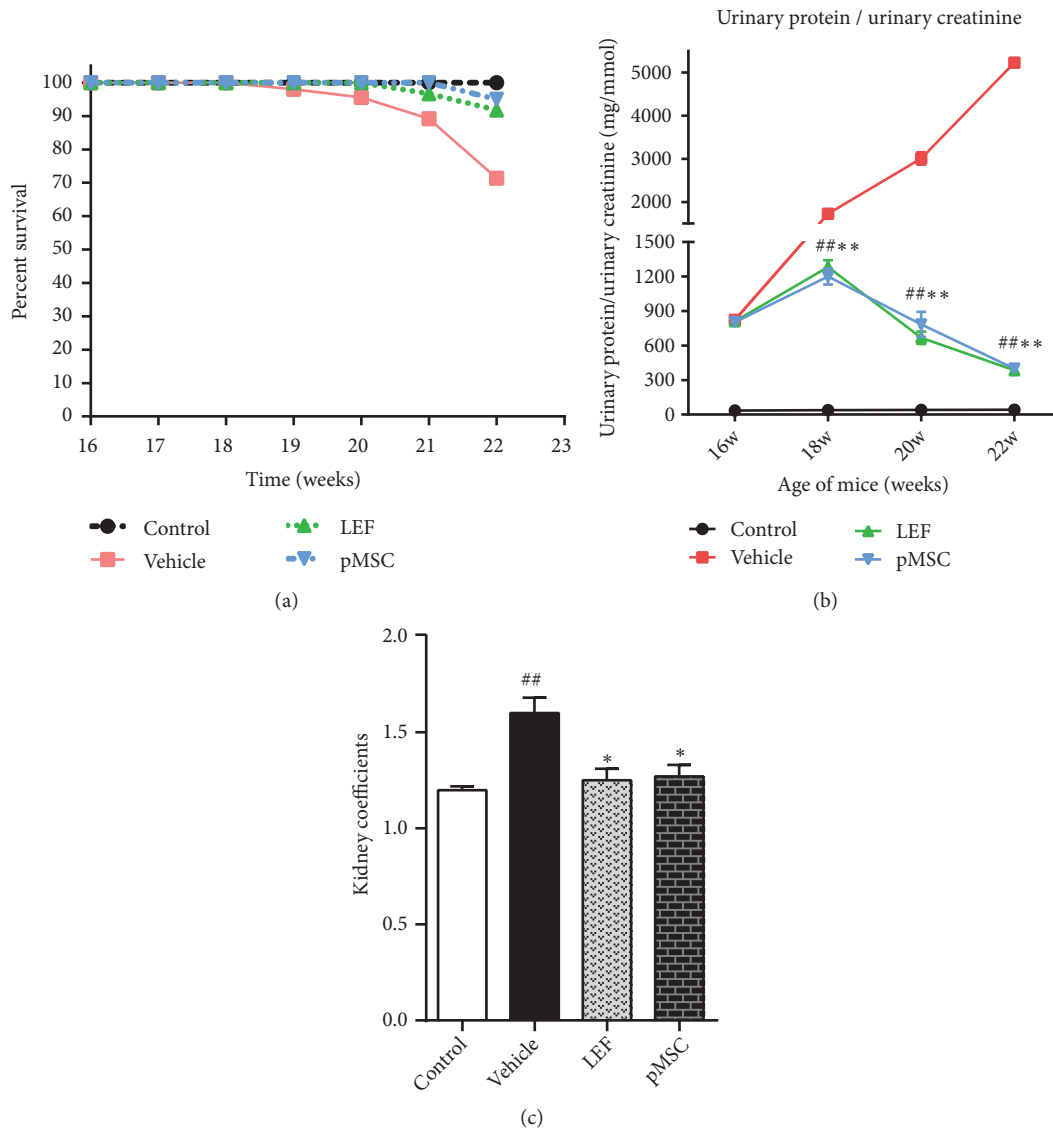 100
90
80
70
60
50
40
30
20
10
0
Percent survival
16 17 18 19 20 21 22 23
Time (weeks)
Control
Vehicle
LEF
pMSC
(a)
Urinary protein / urinary creatinine
5000
3000
2000
1500
1200
900
600
300
0
Urinary protein/urinary creatinine (mg/mmol)
##**
##**
##**
16w 18w 20w 22w
Age of mice (weeks)
Control
Vehicle
LEF
pMSC
(b)
2.0
1.5
1.0
0.5
0.0
Kidney coefficients
##
*
*
Control Vehicle LEF pMSC
(c)